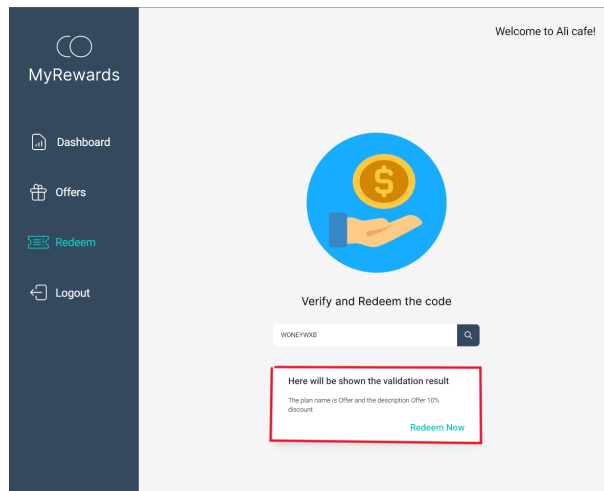 Welcome to Ali cafe!
MyRewards
Dashboard
Offers
Redeem
Logout
$
Verify and Redeem the code
WONEYWXB
Here will be shown the validation result
The plan name is Offer and the description Offer 10%
discount
Redeem Now